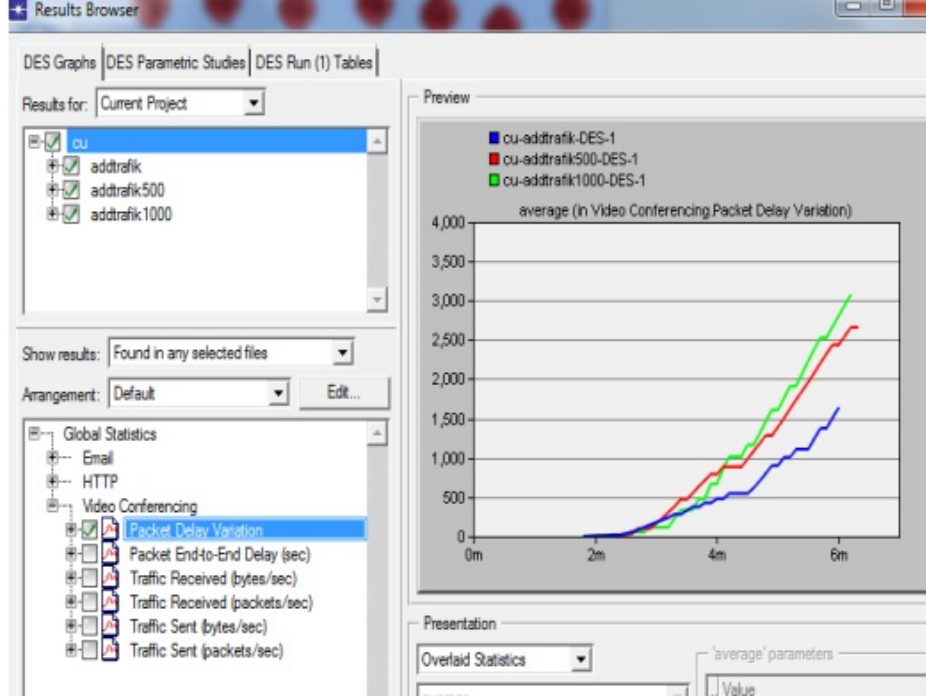 Results Browser
DES Graphs DES Parametric Studies DES Run (1) Tables
Results for: Current Project
cu
addtrafik
addtrafik500
addtrafik1000
Show results: Found in any selected files
Arrangement: Default Edit...
Global Statistics
Email
HTTP
Video Conferencing
Packet Delay Variation
Packet End-to-End Delay (sec)
Traffic Received (bytes/sec)
Traffic Received (packets/sec)
Traffic Sent (bytes/sec)
Traffic Sent (packets/sec)
Preview
cu-addtrafik-DES-1
cu-addtrafik500-DES-1
cu-addtrafik1000-DES-1
average (in Video Conferencing.Packet Delay Variation)
4,000
3,500
3,000
2,500
2,000
1,500
1,000
500
0
0m 2m 4m 6m
Presentation
Overlaid Statistics
'average' parameters
Value